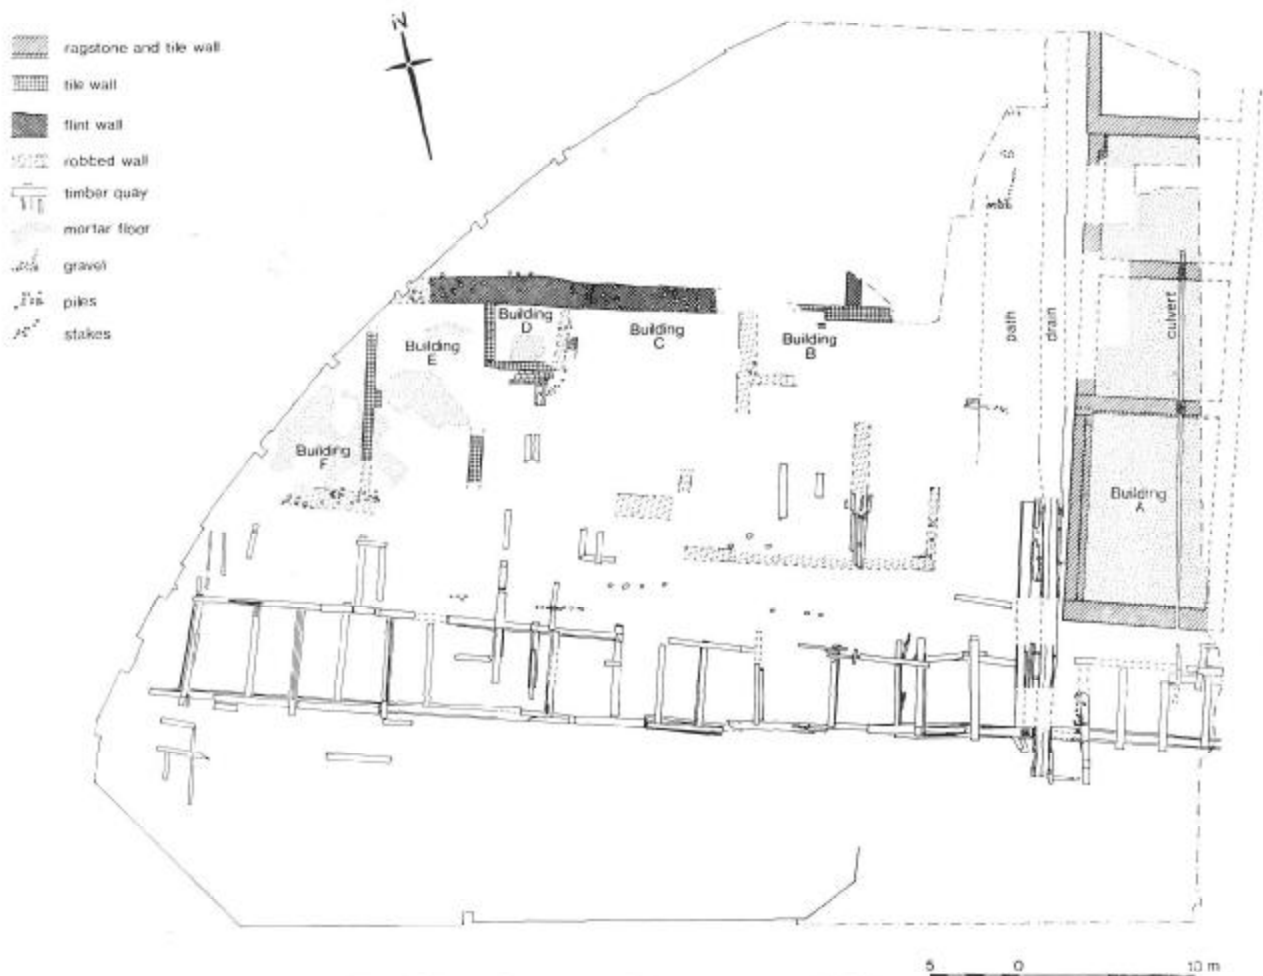 N
ragstone and tile wall
tile wall
flint wall
robbed wall
timber quay
mortar floor
gravel
piles
stakes
Building
D
Building
E
Building
C
Building
B
Building
F
path
drain
culvert
Building
A
5 0 10 m